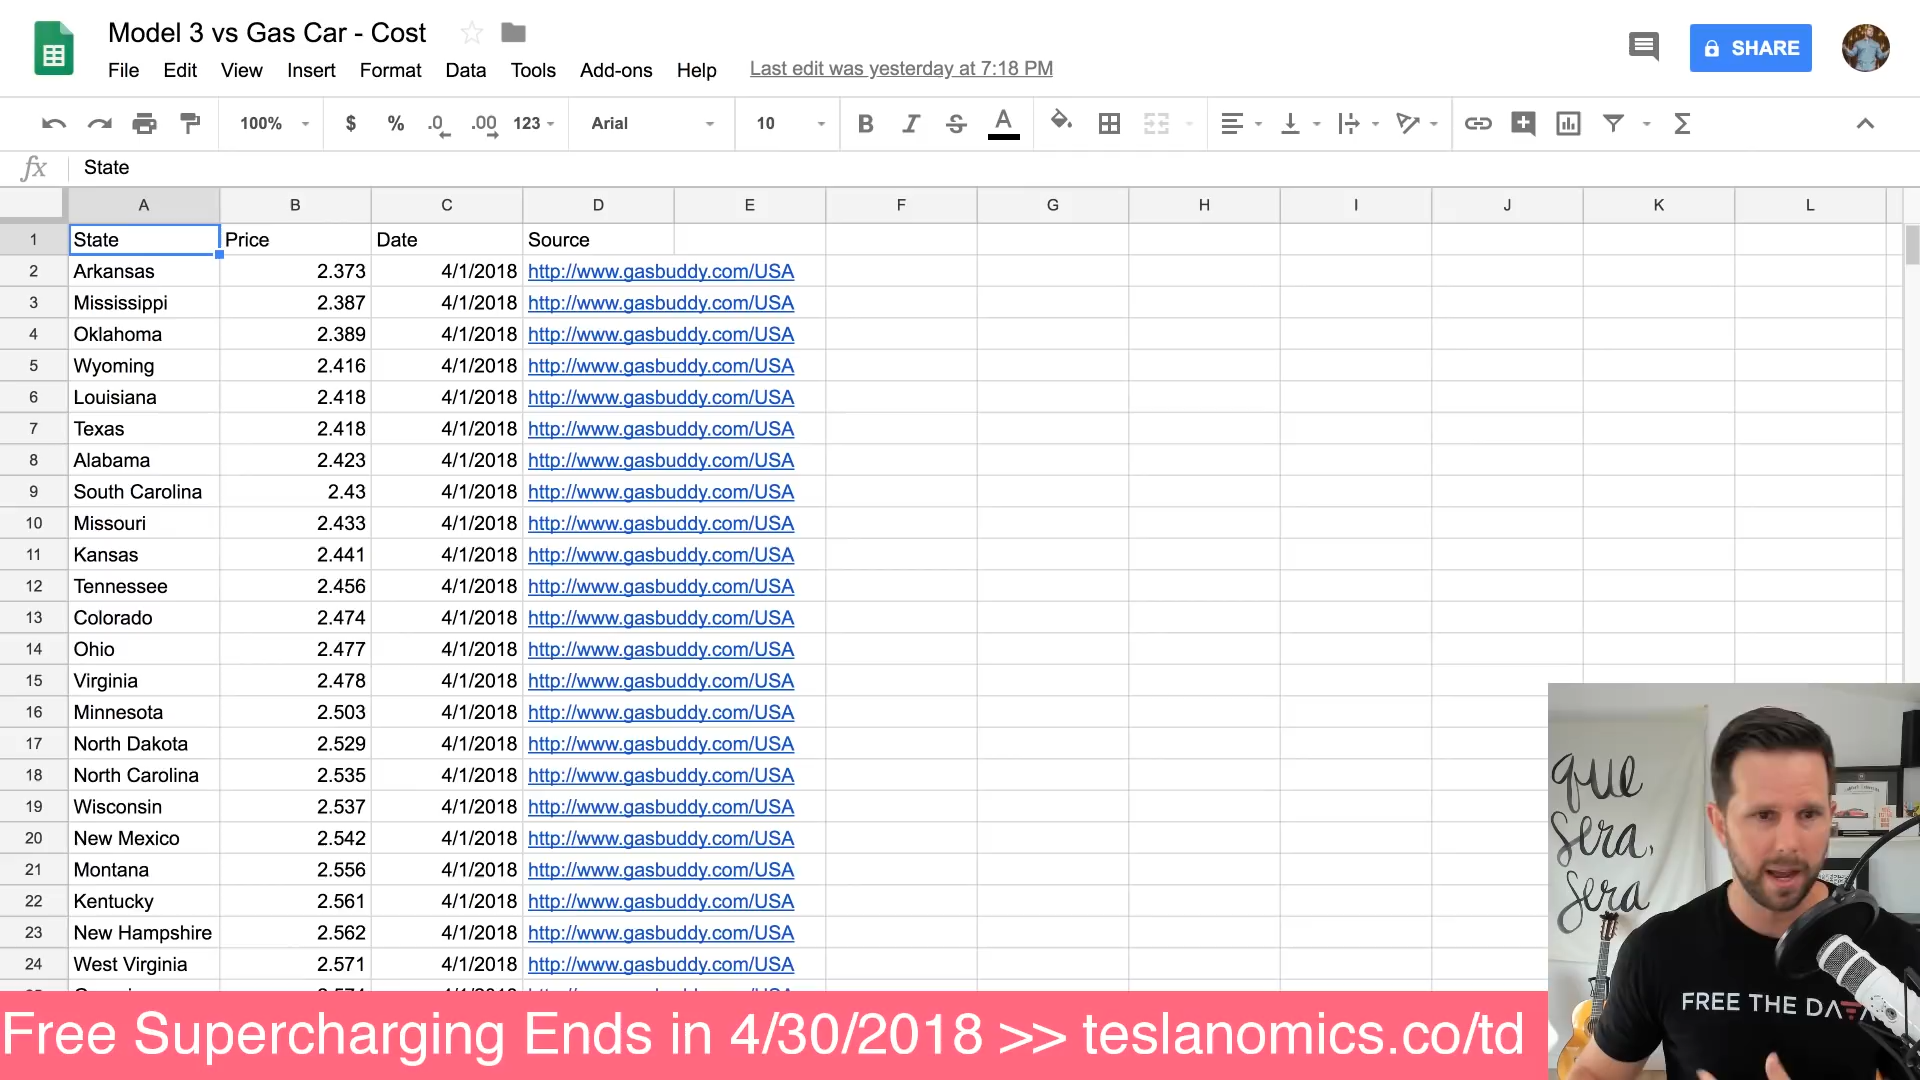 Model 3 vs Gas Car - Cost
File Edit View Insert Format Data Tools Add-ons Help Last edit was yesterday at 7:18 PM
SHARE
100% $ % .0 .00 123 Arial 10 B I S A
fx State
A B C D E F G H I J K L
1 State Price Date Source
2 Arkansas 2.373 4/1/2018 http://www.gasbuddy.com/USA
3 Mississippi 2.387 4/1/2018 http://www.gasbuddy.com/USA
4 Oklahoma 2.389 4/1/2018 http://www.gasbuddy.com/USA
5 Wyoming 2.416 4/1/2018 http://www.gasbuddy.com/USA
6 Louisiana 2.418 4/1/2018 http://www.gasbuddy.com/USA
7 Texas 2.418 4/1/2018 http://www.gasbuddy.com/USA
8 Alabama 2.423 4/1/2018 http://www.gasbuddy.com/USA
9 South Carolina 2.43 4/1/2018 http://www.gasbuddy.com/USA
10 Missouri 2.433 4/1/2018 http://www.gasbuddy.com/USA
11 Kansas 2.441 4/1/2018 http://www.gasbuddy.com/USA
12 Tennessee 2.456 4/1/2018 http://www.gasbuddy.com/USA
13 Colorado 2.474 4/1/2018 http://www.gasbuddy.com/USA
14 Ohio 2.477 4/1/2018 http://www.gasbuddy.com/USA
15 Virginia 2.478 4/1/2018 http://www.gasbuddy.com/USA
16 Minnesota 2.503 4/1/2018 http://www.gasbuddy.com/USA
17 North Dakota 2.529 4/1/2018 http://www.gasbuddy.com/USA
18 North Carolina 2.535 4/1/2018 http://www.gasbuddy.com/USA
19 Wisconsin 2.537 4/1/2018 http://www.gasbuddy.com/USA
20 New Mexico 2.542 4/1/2018 http://www.gasbuddy.com/USA
21 Montana 2.556 4/1/2018 http://www.gasbuddy.com/USA
22 Kentucky 2.561 4/1/2018 http://www.gasbuddy.com/USA
23 New Hampshire 2.562 4/1/2018 http://www.gasbuddy.com/USA
24 West Virginia 2.571 4/1/2018 http://www.gasbuddy.com/USA
que
sera,
sera
FREE THE DATA
Free Supercharging Ends in 4/30/2018 >> teslanomics.co/td